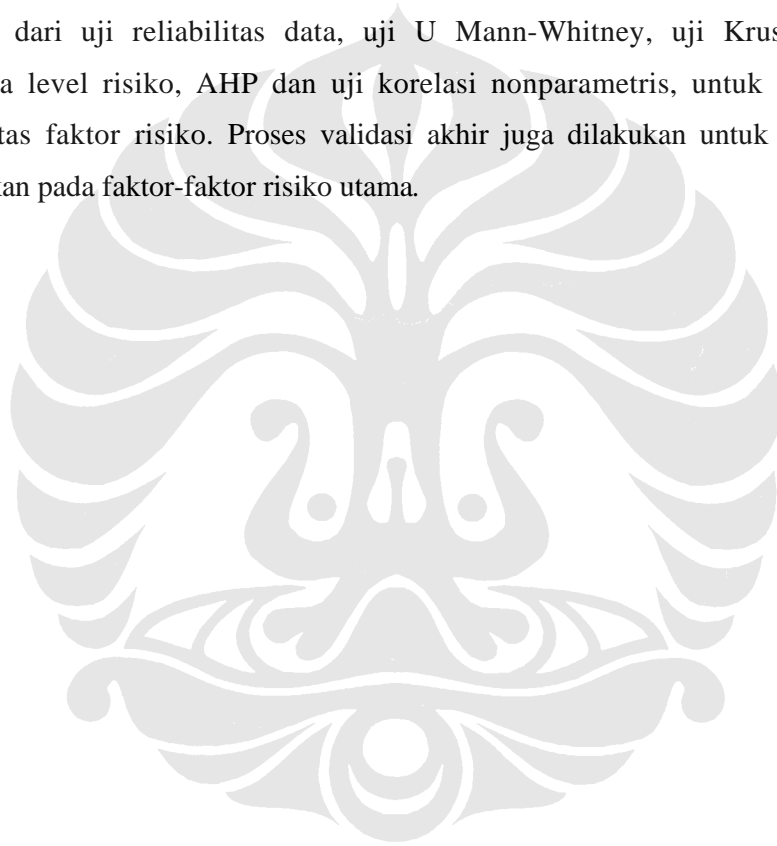 dari uji reliabilitas data, uji U Mann-Whitney, uji Krus
a level risiko, AHP dan uji korelasi nonparametris, untuk
tas faktor risiko. Proses validasi akhir juga dilakukan untuk
kan pada faktor-faktor risiko utama.